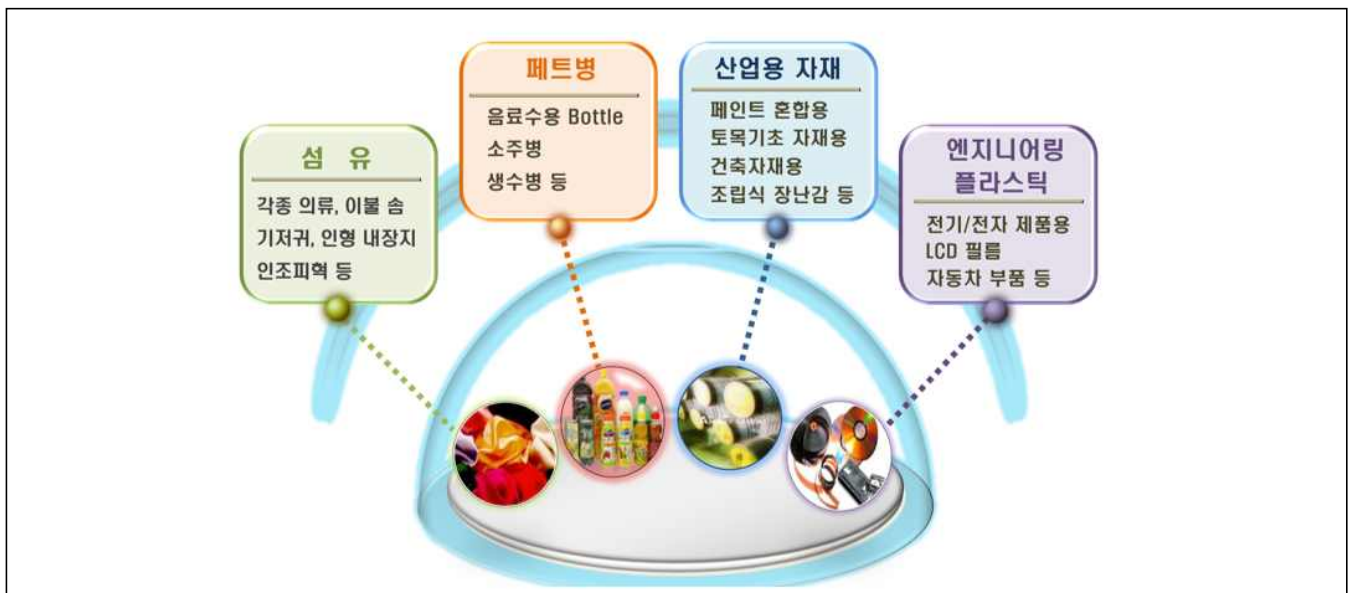 섬 유
각종 의류, 이불 솜
기저귀, 인형 내장지
인조피혁 등
페트병
음료수용 Bottle
소주병
생수병 등
산업용 자재
페인트 혼합용
토목기초 자재용
건축자재용
조립식 장난감 등
엔지니어링
플라스틱
전기/전자 제품용
LCD 필름
자동차 부품 등